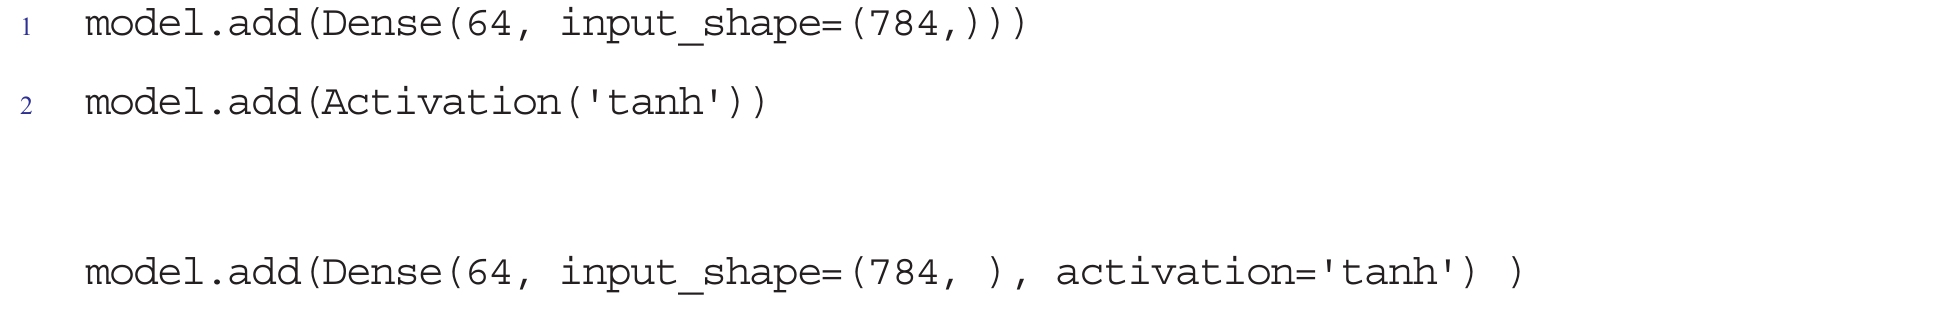 1 model.add(Dense(64, input_shape=(784,)))
2 model.add(Activation('tanh'))
model.add(Dense(64, input_shape=(784, ), activation='tanh') )